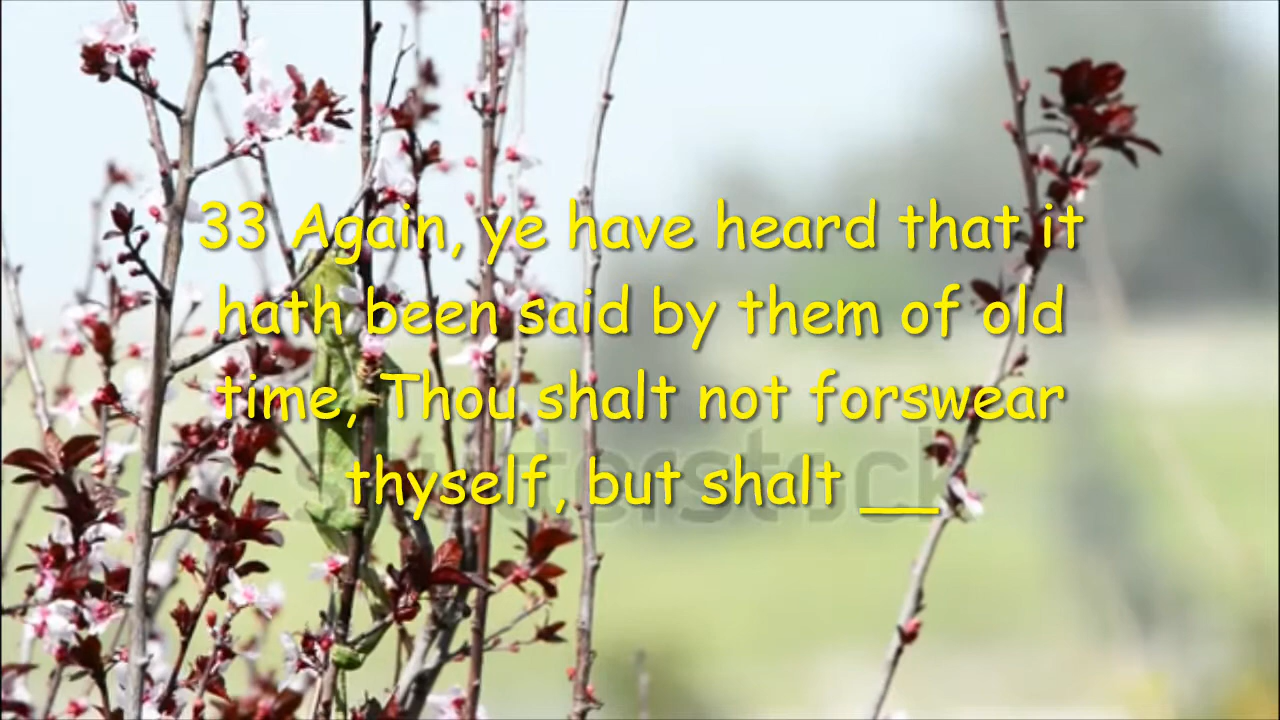 33 Again, ye have heard that it
hath been said by them of old
time, Thou shalt not forswear
thyself, but shalt __
shutterstock